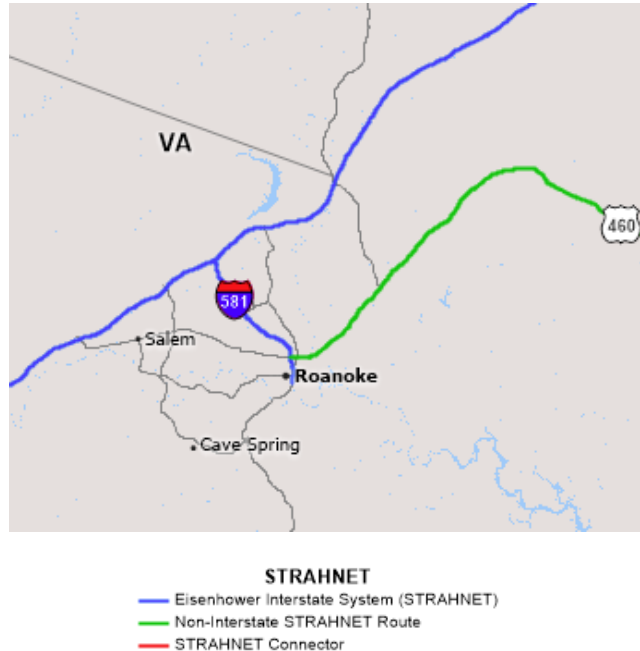 VA
460
581
Salem
Roanoke
Cave Spring
STRAHNET
Eisenhower Interstate System (STRAHNET)
Non-Interstate STRAHNET Route
STRAHNET Connector